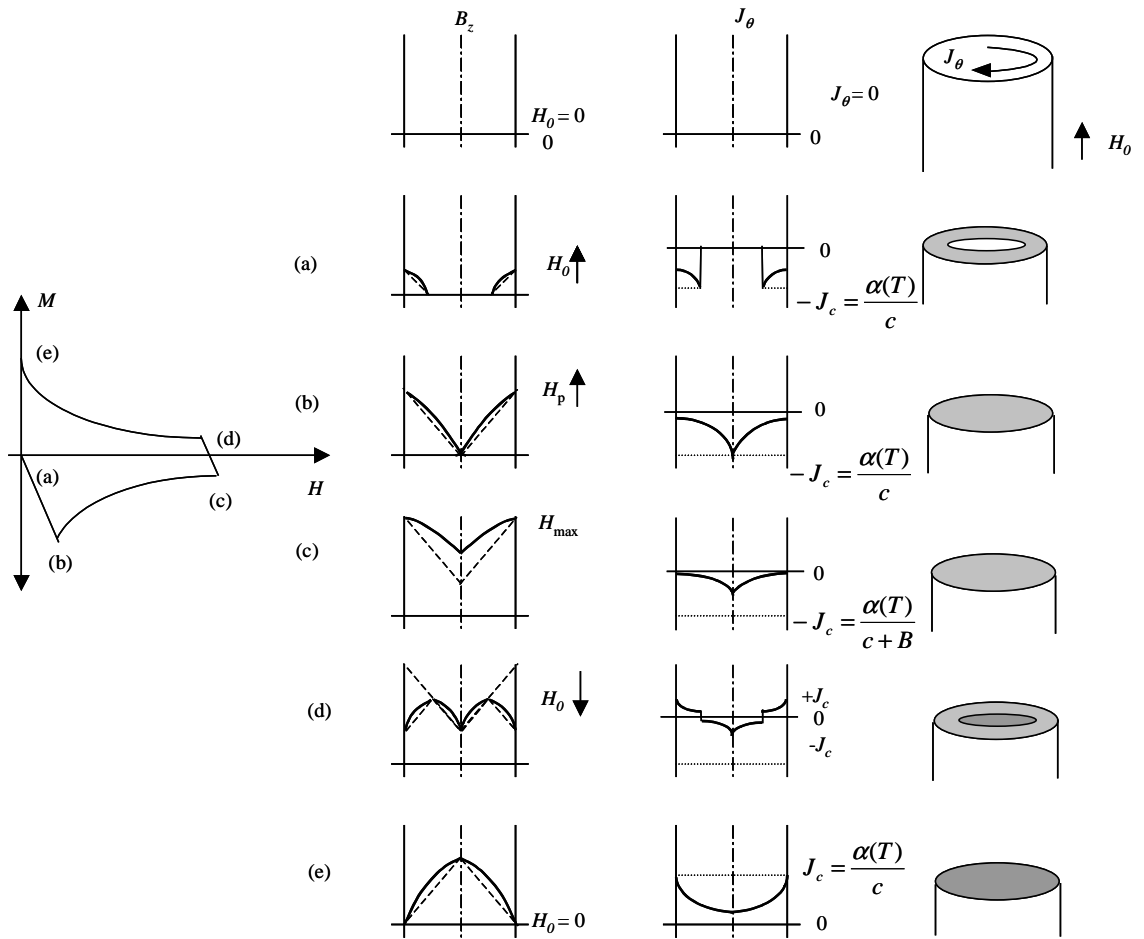 B_z
J_θ
J_θ
H_0 = 0
0
J_θ = 0
0
H_0
(a)
H_0
0
− J_c = α(T)/c
M
(e)
(d)
(a)
(c)
H
(b)
(b)
H_p
0
− J_c = α(T)/c
(c)
H_max
0
− J_c = α(T)/(c + B)
(d)
H_0
+J_c
0
-J_c
(e)
J_c = α(T)/c
H_0 = 0
0